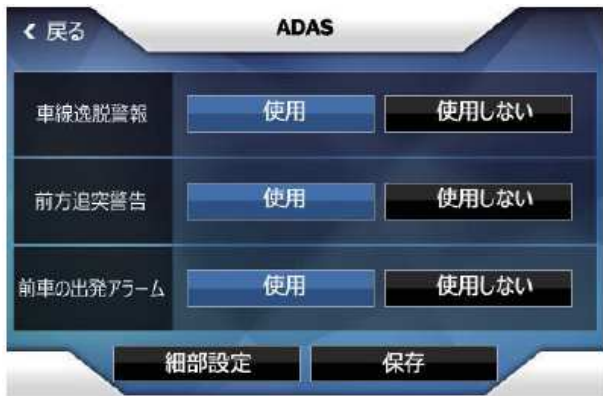 戻る ADAS
車線逸脱警報 使用 使用しない
前方追突警告 使用 使用しない
前車の出発アラーム 使用 使用しない
細部設定 保存